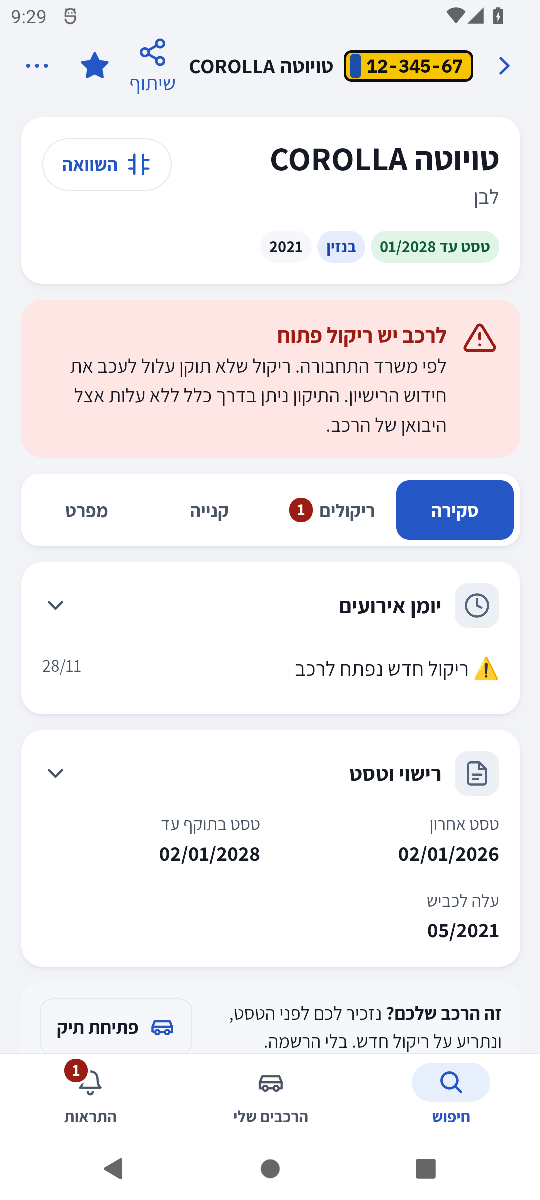 9:29
12-345-67
טויוטה COROLLA
שיתוף
טויוטה COROLLA
השוואה
לבן
טסט עד 01/2028
בנזין
2021
לרכב יש ריקול פתוח
לפי משרד התחבורה. ריקול שלא תוקן עלול לעכב את
חידוש הרישיון. התיקון ניתן בדרך כלל ללא עלות אצל
היבואן של הרכב.
סקירה
ריקולים 1
קנייה
מפרט
יומן אירועים
⚠️ ריקול חדש נפתח לרכב
28/11
רישוי וטסט
טסט אחרון
טסט בתוקף עד
02/01/2026
02/01/2028
עלה לכביש
05/2021
זה הרכב שלכם? נזכיר לכם לפני הטסט,
ונתריע על ריקול חדש. בלי הרשמה.
פתיחת תיק
חיפוש
הרכבים שלי
1
התראות